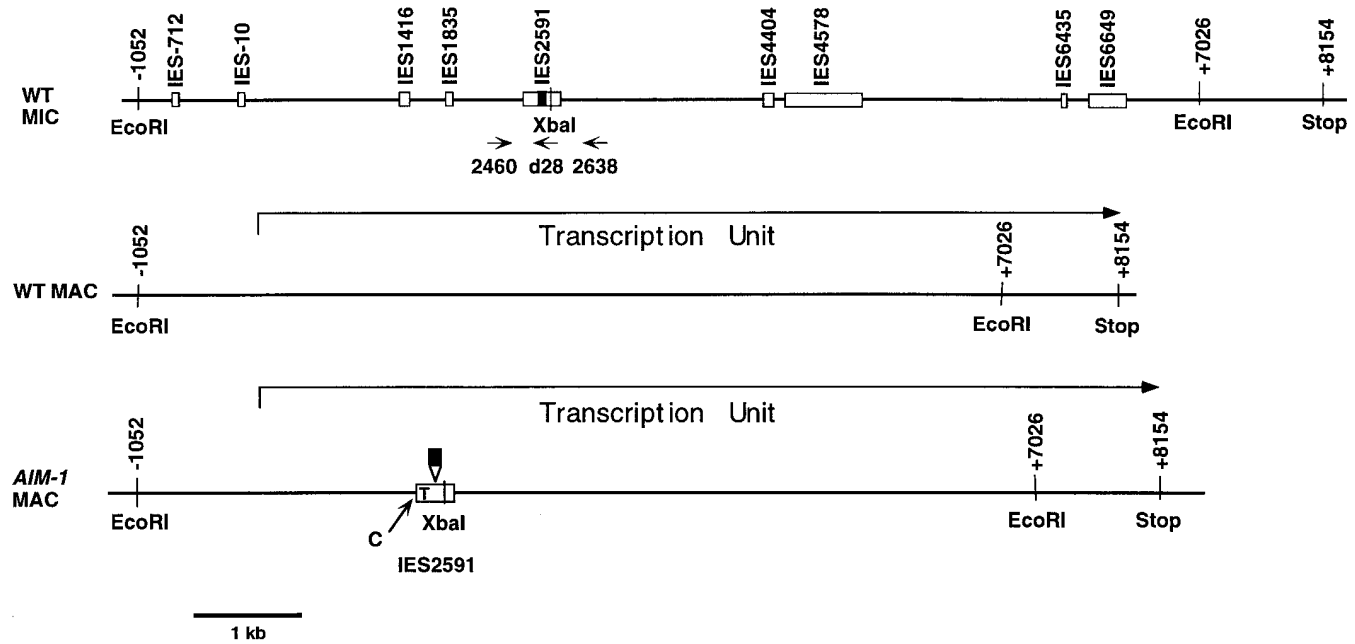 -1052
IES-712
IES-10
IES1416
IES1835
IES2591
IES4404
IES4578
IES6435
IES6649
+7026
+8154
WT
MIC
EcoRI
XbaI
EcoRI
Stop
2460 d28 2638
Transcription Unit
-1052
+7026
+8154
WT MAC
EcoRI
EcoRI
Stop
Transcription Unit
-1052
+7026
+8154
AIM-1
MAC
T
EcoRI
C
XbaI
EcoRI
Stop
IES2591
1 kb